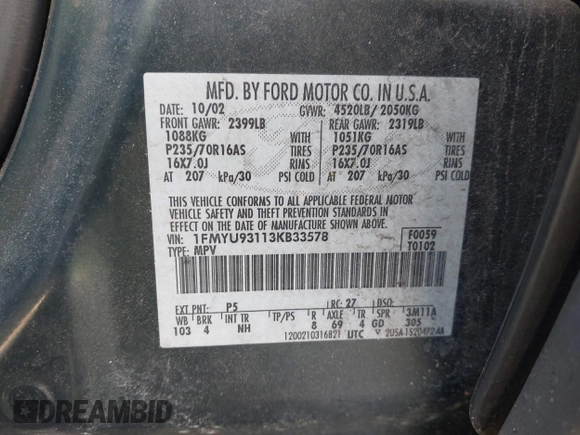 MFD. BY FORD MOTOR CO. IN U.S.A.
DATE: 10/02 GVWR: 4520LB/ 2050KG
FRONT GAWR: 2399LB REAR GAWR: 2319LB
1088KG WITH 1051KG WITH
P235/70R16AS TIRES P235/70R16AS TIRES
16X7.0J RIMS 16X7.0J RIMS
AT 207 kPa/30 PSI COLD AT 207 kPa/30 PSI COLD
THIS VEHICLE CONFORMS TO ALL APPLICABLE FEDERAL MOTOR
VEHICLE SAFETY AND THEFT PREVENTION STANDARDS IN
EFFECT ON THE DATE OF MANUFACTURE SHOWN ABOVE.
VIN: 1FMYU93113KB33578 F0059
TYPE: MPV T0102
EXT PNT: P5 RC: 27 DSO:
WB BRK INT TR TP/PS R AXLE TR SPR 3M11A
103 4 NH 8 69 4 GD 305
1200210316821 UTC
DREAMBID